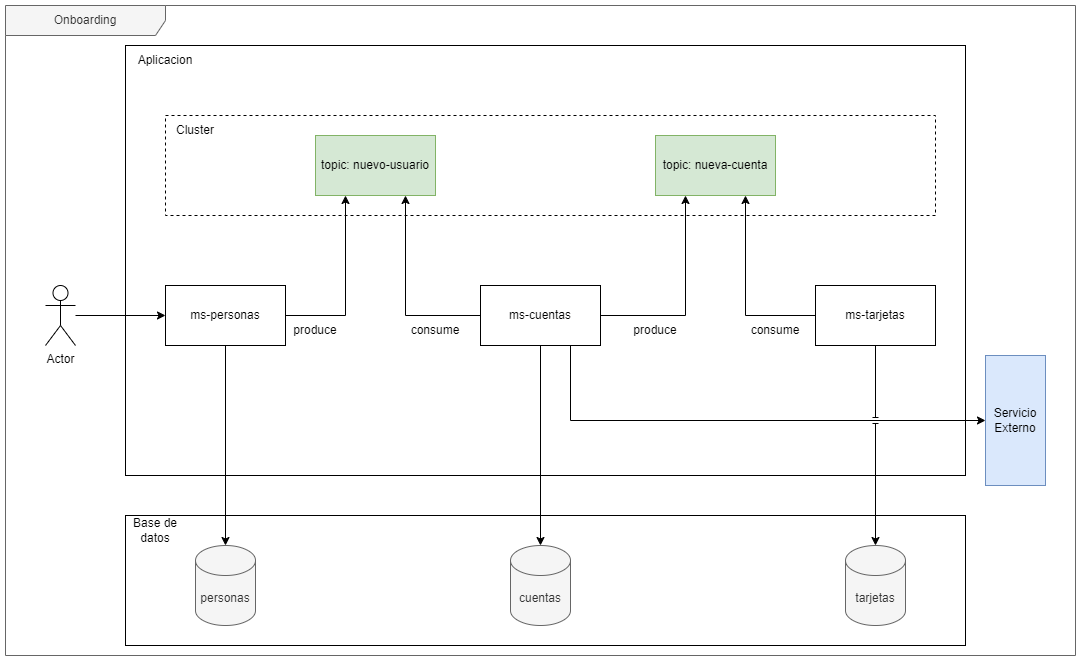 Onboarding
Aplicacion
Cluster
topic: nuevo-usuario
topic: nueva-cuenta
ms-personas
ms-cuentas
ms-tarjetas
produce
consume
produce
consume
Actor
Servicio
Externo
Base de
datos
personas
cuentas
tarjetas